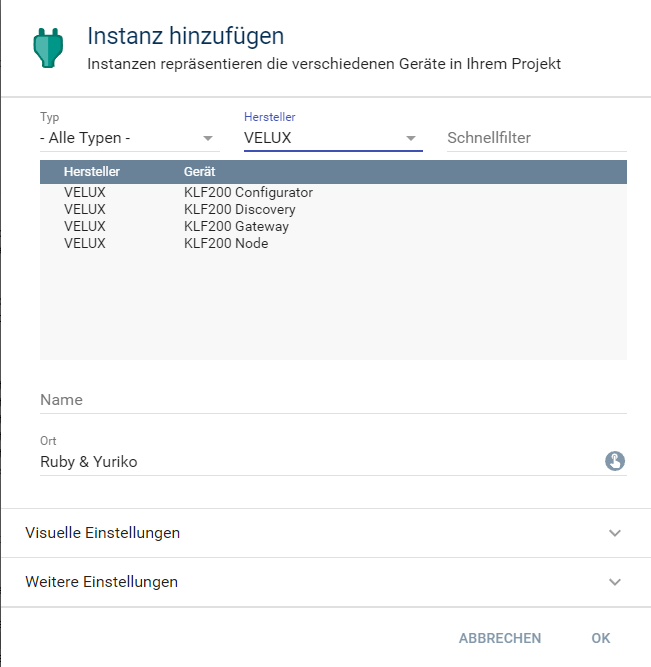 Instanz hinzufügen
Instanzen repräsentieren die verschiedenen Geräte in Ihrem Projekt
Typ Hersteller
- Alle Typen - VELUX Schnellfilter
Hersteller Gerät
VELUX KLF200 Configurator
VELUX KLF200 Discovery
VELUX KLF200 Gateway
VELUX KLF200 Node
Name
Ort
Ruby & Yuriko
Visuelle Einstellungen
Weitere Einstellungen
ABBRECHEN OK